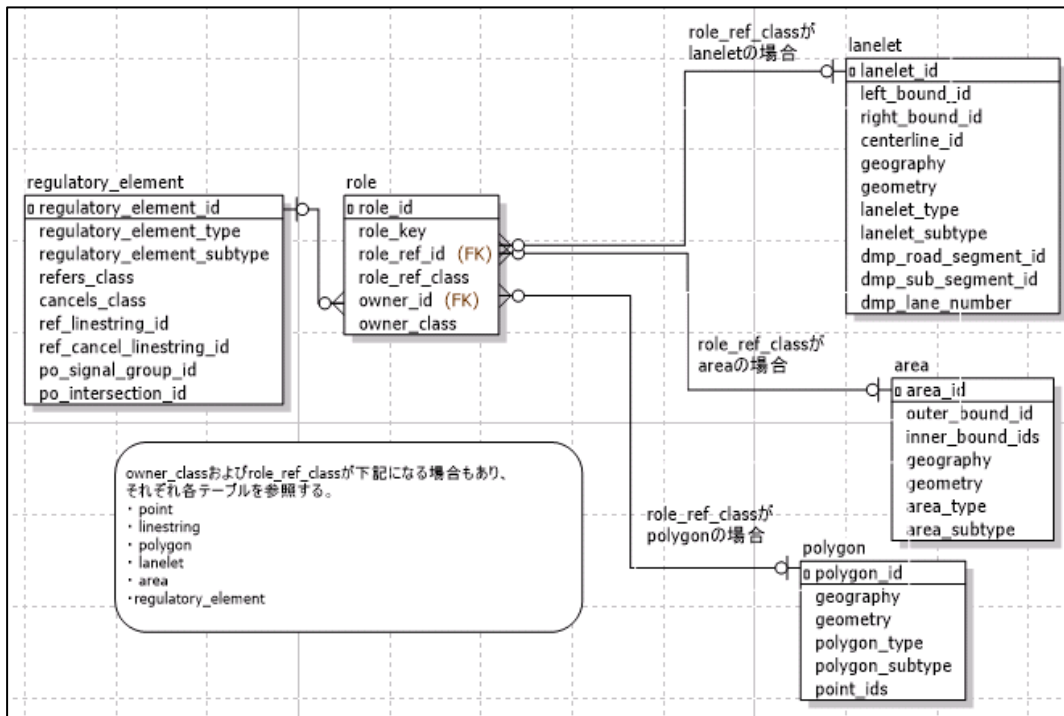 regulatory_element
regulatory_element_id
regulatory_element_type
regulatory_element_subtype
refers_class
cancels_class
ref_linestring_id
ref_cancel_linestring_id
po_signal_group_id
po_intersection_id
role
role_id
role_key
role_ref_id (FK)
role_ref_class
owner_id (FK)
owner_class
role_ref_classが
laneletの場合
lanelet
lanelet_id
left_bound_id
right_bound_id
centerline_id
geography
geometry
lanelet_type
lanelet_subtype
dmp_road_segment_id
dmp_sub_segment_id
dmp_lane_number
role_ref_classが
areaの場合
area
area_id
outer_bound_id
inner_bound_ids
geography
geometry
area_type
area_subtype
role_ref_classが
polygonの場合
polygon
polygon_id
geography
geometry
polygon_type
polygon_subtype
point_ids
owner_classおよびrole_ref_classが下記になる場合もあり、
それぞれ各テーブルを参照する。
・ point
・ linestring
・ polygon
・ lanelet
・ area
・regulatory_element